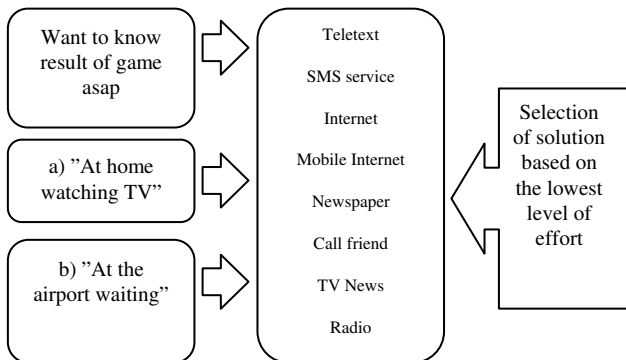 Want to know
result of game
asap
a) ”At home
watching TV”
b) ”At the
airport waiting”
Teletext
SMS service
Internet
Mobile Internet
Newspaper
Call friend
TV News
Radio
Selection
of solution
based on
the lowest
level of
effort